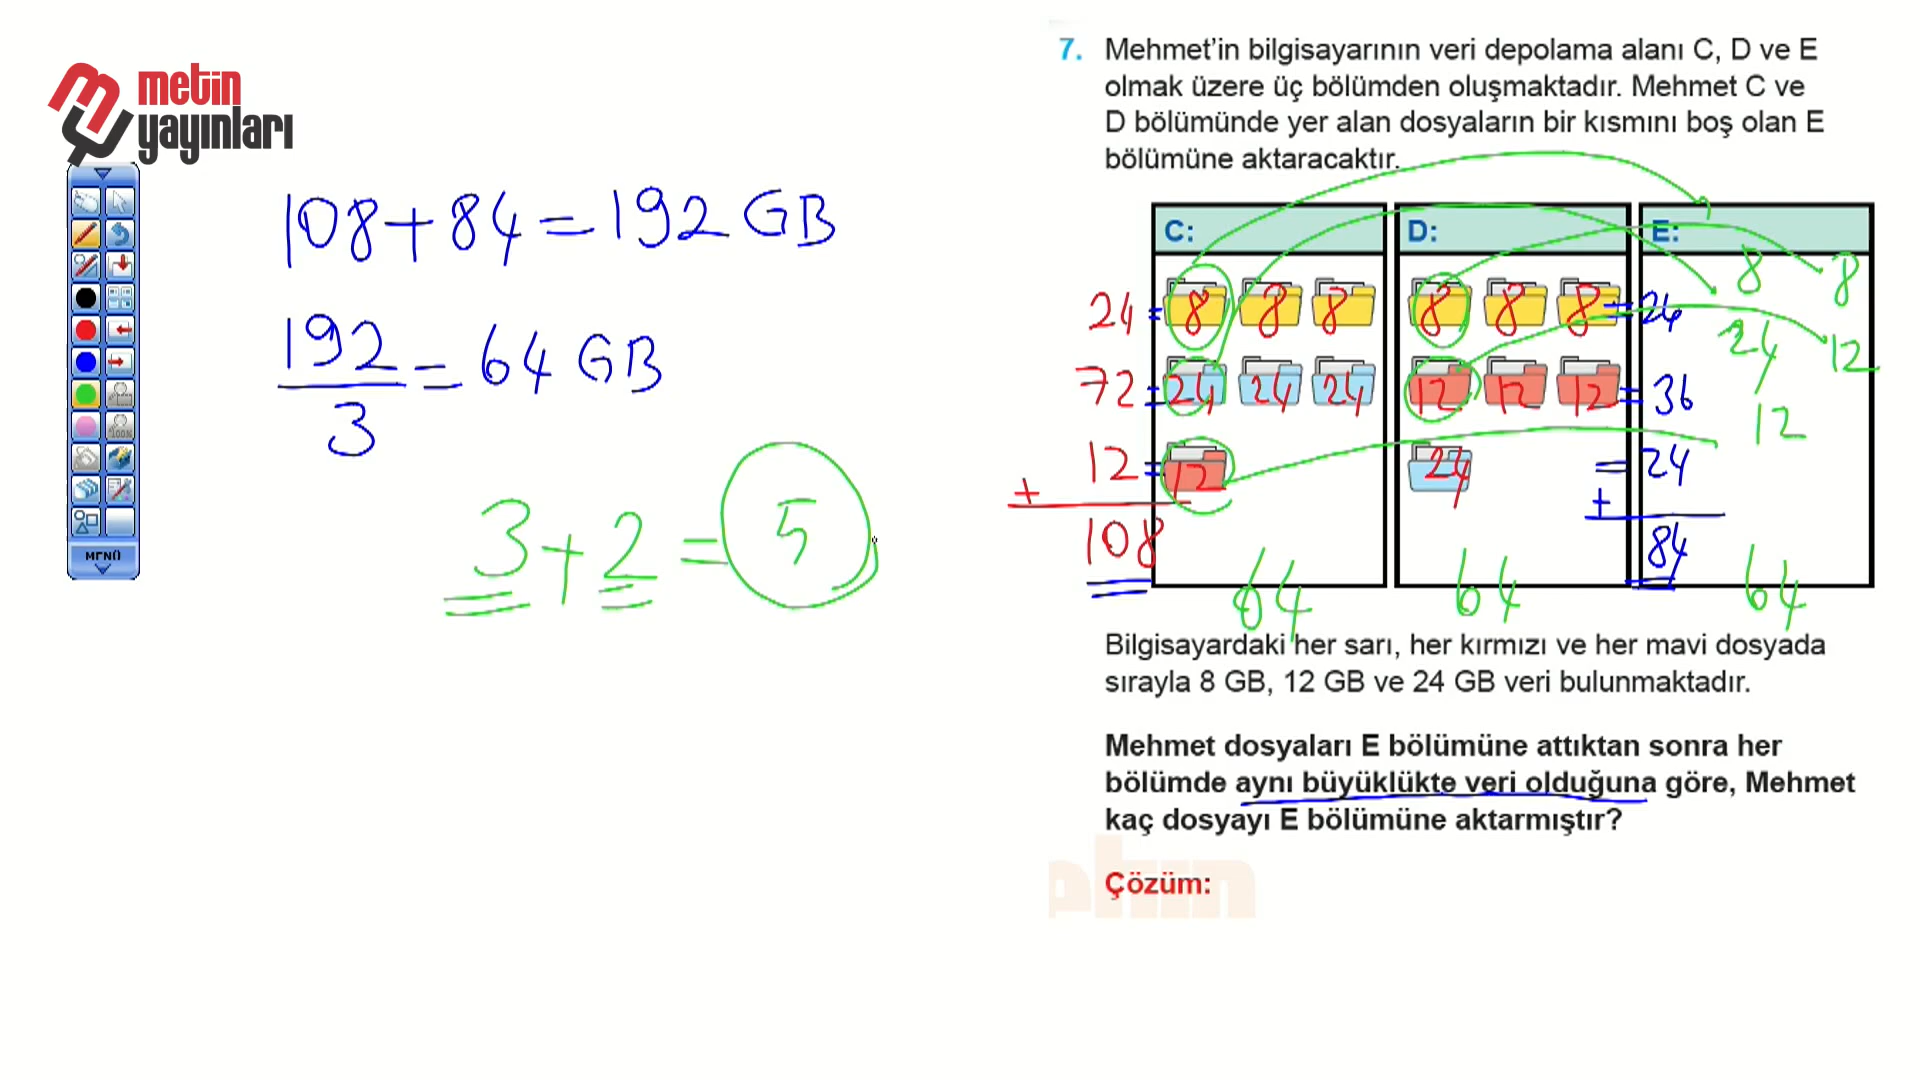 metin
yayınları
MENÜ
108+84=192 GB
192
3
=64 GB
3+2=5
7. Mehmet'in bilgisayarının veri depolama alanı C, D ve E
olmak üzere üç bölümden oluşmaktadır. Mehmet C ve
D bölümünde yer alan dosyaların bir kısmını boş olan E
bölümüne aktaracaktır.
C: D: E:
8 8
24= 8 8 8 8 8 8 =24
24 12
72= 24 24 24 12 12 12 =36
12
12= 12 24 =24
+ +
108 84
64 64 64
Bilgisayardaki her sarı, her kırmızı ve her mavi dosyada
sırayla 8 GB, 12 GB ve 24 GB veri bulunmaktadır.
Mehmet dosyaları E bölümüne attıktan sonra her
bölümde aynı büyüklükte veri olduğuna göre, Mehmet
kaç dosyayı E bölümüne aktarmıştır?
Çözüm: